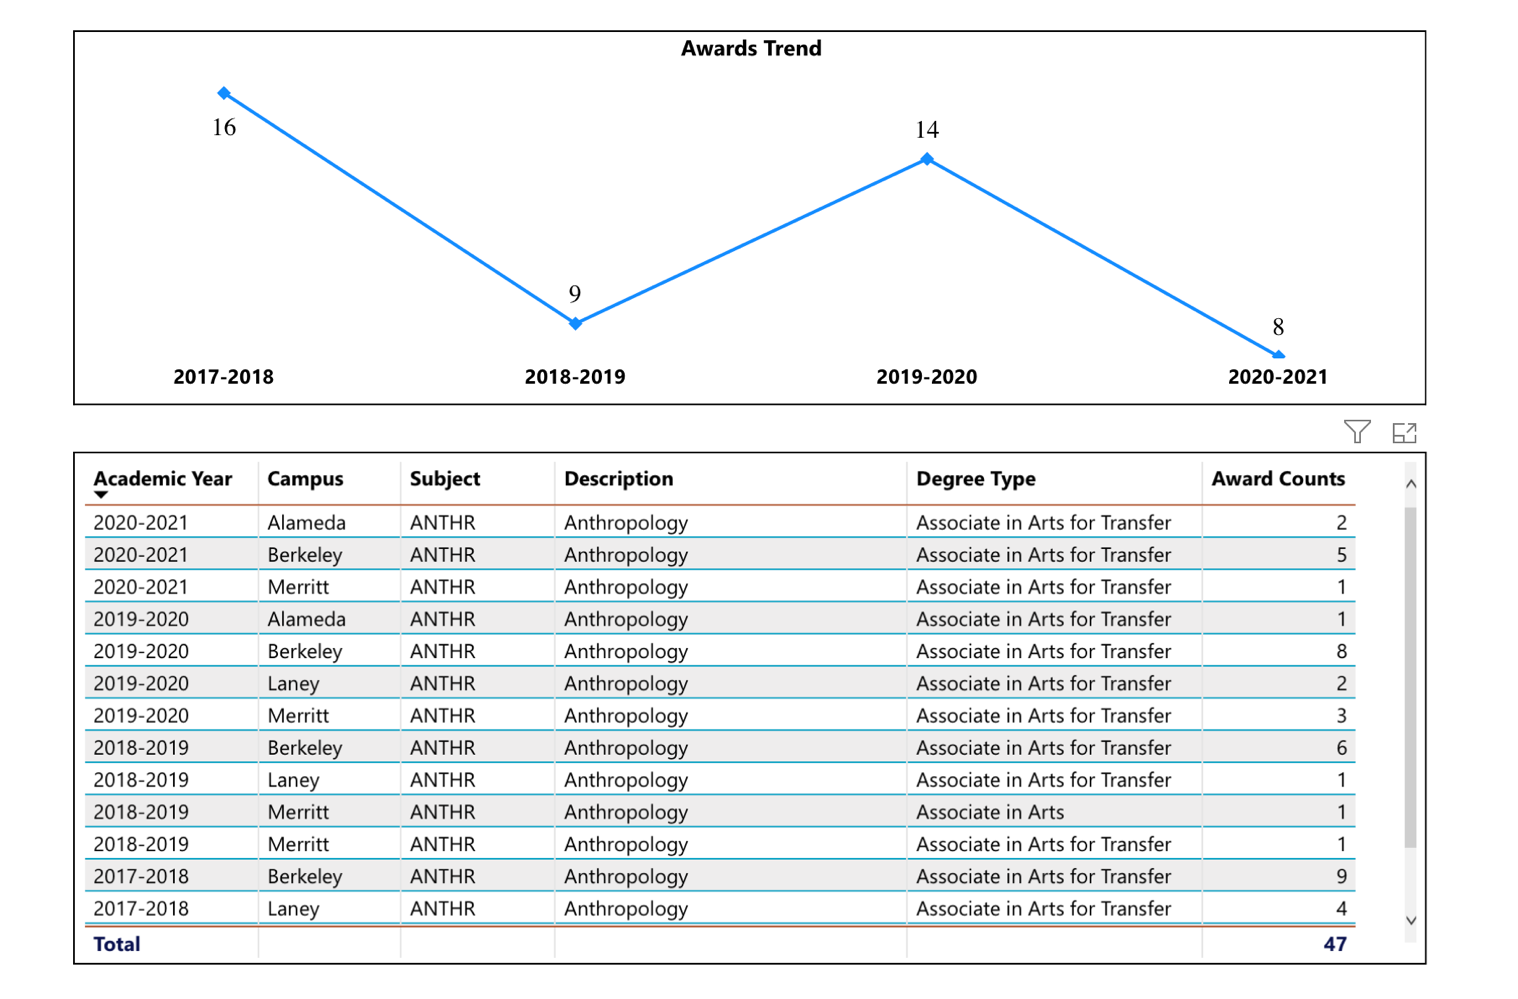 Awards Trend
16
14
9
8
2017-2018 2018-2019 2019-2020 2020-2021
Academic Year Campus Subject Description Degree Type Award Counts
2020-2021 Alameda ANTHR Anthropology Associate in Arts for Transfer 2
2020-2021 Berkeley ANTHR Anthropology Associate in Arts for Transfer 5
2020-2021 Merritt ANTHR Anthropology Associate in Arts for Transfer 1
2019-2020 Alameda ANTHR Anthropology Associate in Arts for Transfer 1
2019-2020 Berkeley ANTHR Anthropology Associate in Arts for Transfer 8
2019-2020 Laney ANTHR Anthropology Associate in Arts for Transfer 2
2019-2020 Merritt ANTHR Anthropology Associate in Arts for Transfer 3
2018-2019 Berkeley ANTHR Anthropology Associate in Arts for Transfer 6
2018-2019 Laney ANTHR Anthropology Associate in Arts for Transfer 1
2018-2019 Merritt ANTHR Anthropology Associate in Arts 1
2018-2019 Merritt ANTHR Anthropology Associate in Arts for Transfer 1
2017-2018 Berkeley ANTHR Anthropology Associate in Arts for Transfer 9
2017-2018 Laney ANTHR Anthropology Associate in Arts for Transfer 4
Total 47